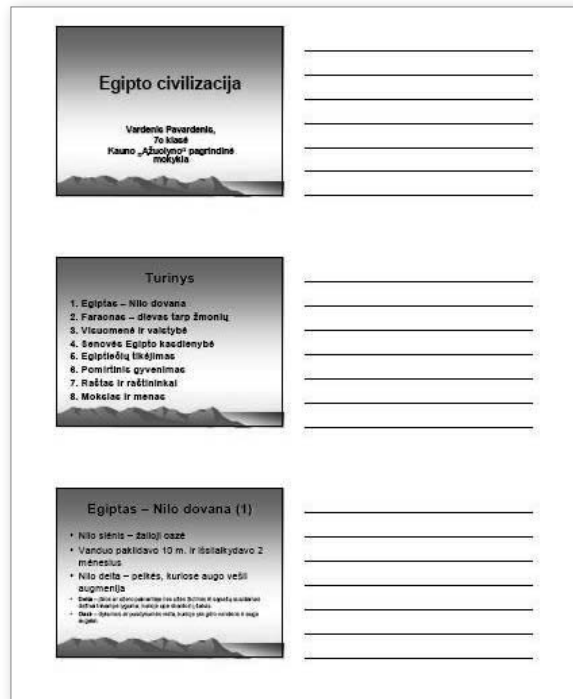 Egipto civilizacija
Vardenis Pavardenis,
7o klasė
Kauno „Ąžuolyno“ pagrindinė
mokykla
Turinys
1. Egiptas – Nilo dovana
2. Faraonas – dievas tarp žmonių
3. Visuomenė ir valstybė
4. Senovės Egipto kasdienybė
5. Egiptiečių tikėjimas
6. Pomirtinis gyvenimas
7. Raštas ir raštininkai
8. Mokslas ir menas
Egiptas – Nilo dovana (1)
• Nilo slėnis – žalioji oazė
• Vanduo pakildavo 10 m. ir išsilaikydavo 2
mėnesius
• Nilo delta – pelkės, kuriose augo vešli
augmenija
• Delta –
• Oazė –